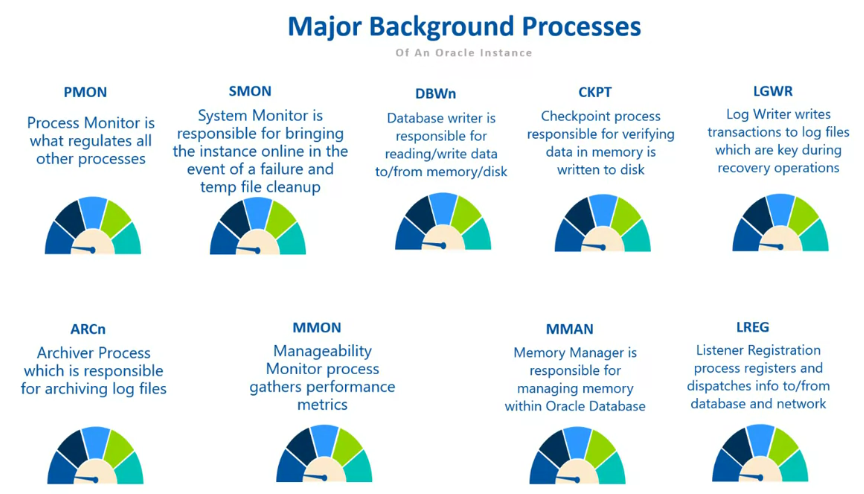 Major Background Processes
Of An Oracle Instance
PMON
Process Monitor is
what regulates all
other processes
SMON
System Monitor is
responsible for bringing
the instance online in the
event of a failure and
temp file cleanup
DBWn
Database writer is
responsible for
reading/write data
to/from memory/disk
CKPT
Checkpoint process
responsible for verifying
data in memory is
written to disk
LGWR
Log Writer writes
transactions to log files
which are key during
recovery operations
ARCn
Archiver Process
which is responsible
for archiving log files
MMON
Manageability
Monitor process
gathers performance
metrics
MMAN
Memory Manager is
responsible for
managing memory
within Oracle Database
LREG
Listener Registration
process registers and
dispatches info to/from
database and network